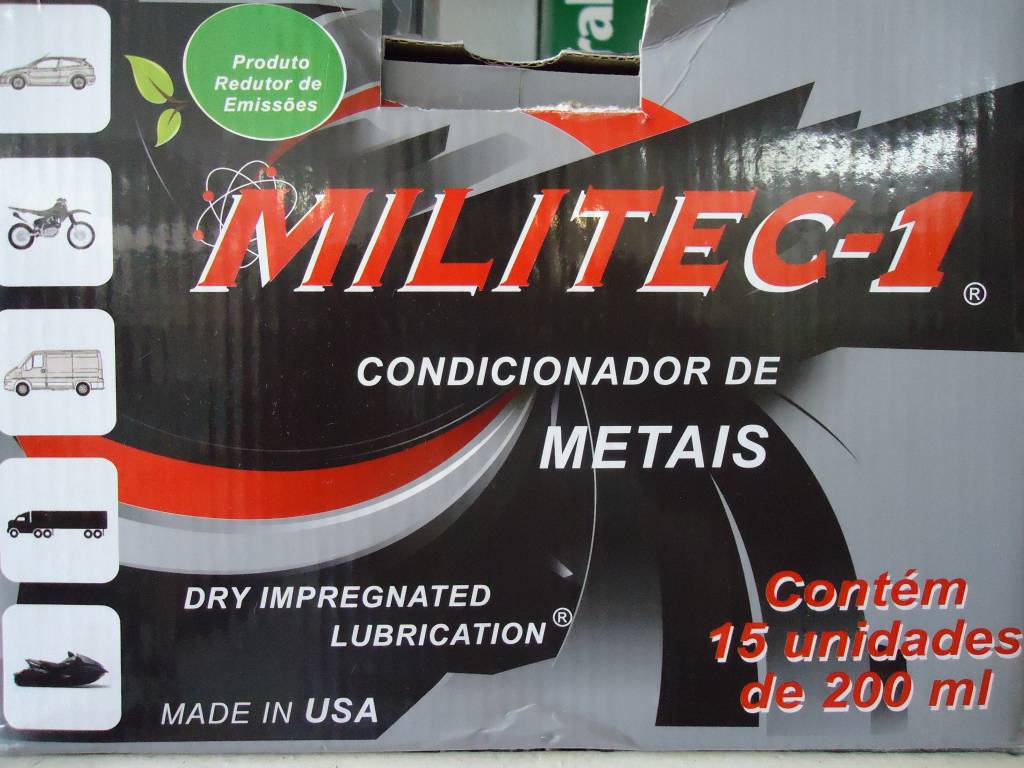 ral
Produto
Redutor de
Emissões
MILITEC-1®
CONDICIONADOR DE
METAIS
DRY IMPREGNATED
LUBRICATION®
MADE IN USA
Contém
15 unidades
de 200 ml